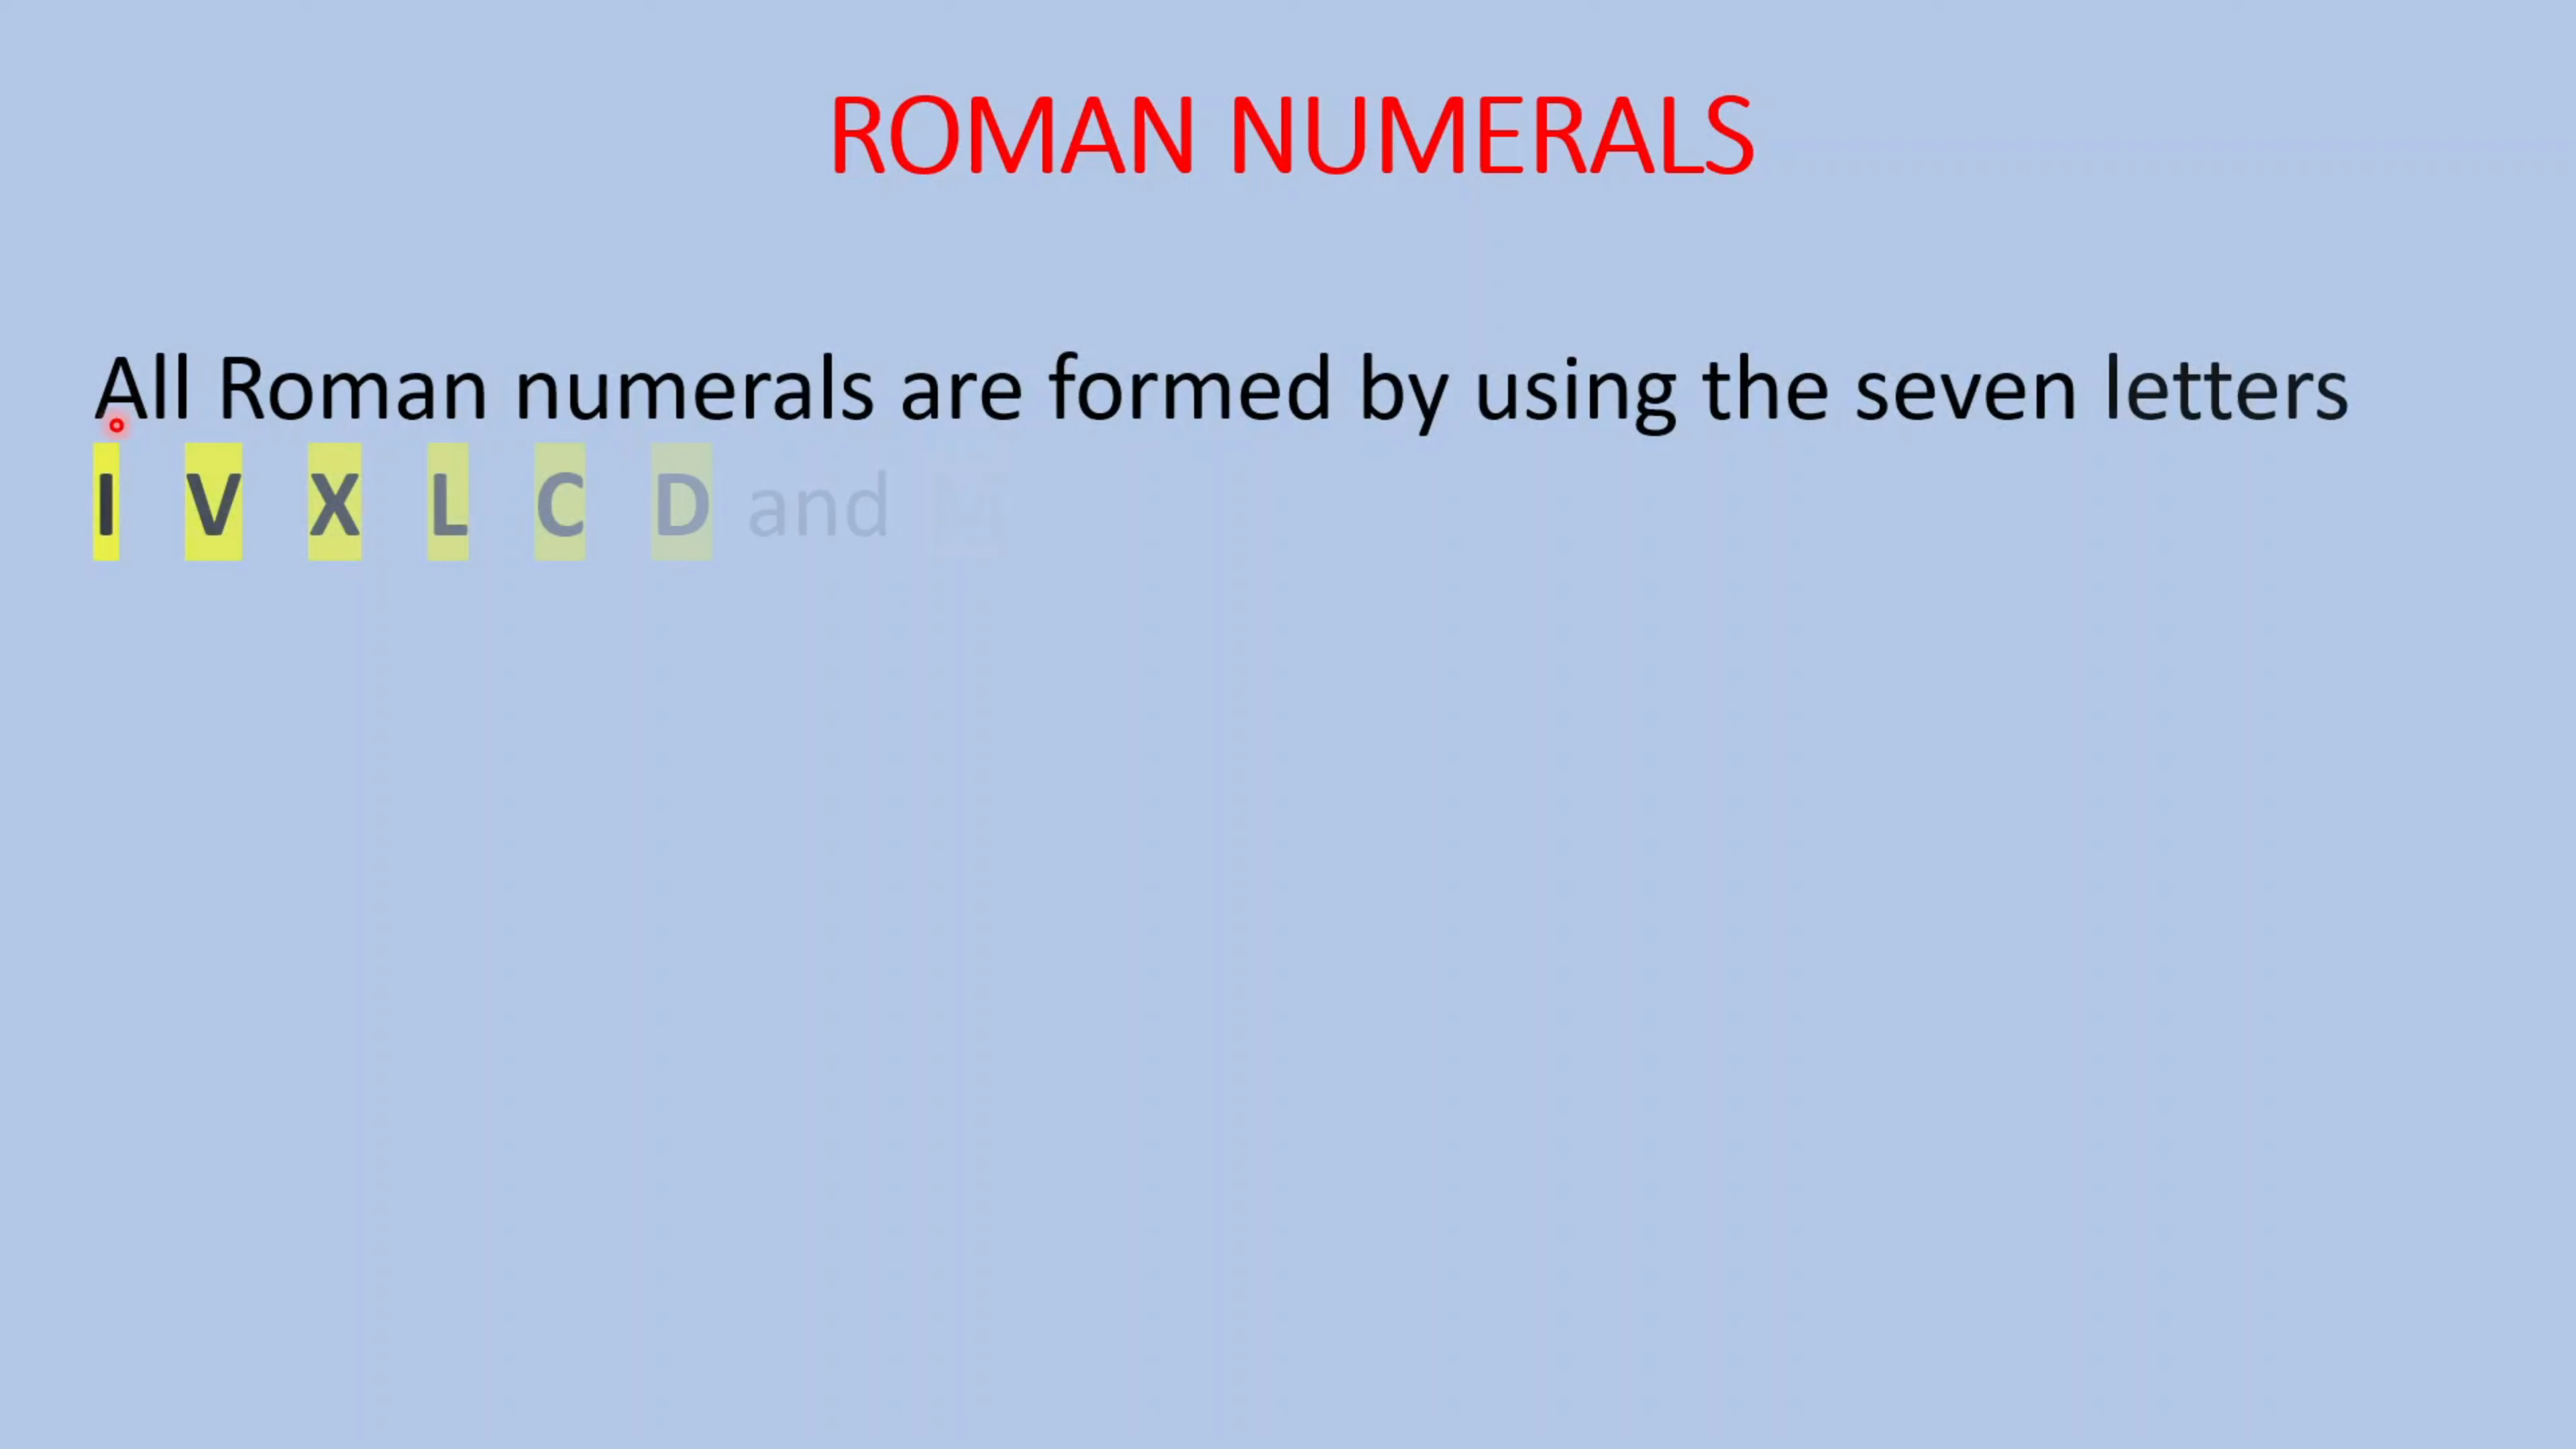 ROMAN NUMERALS
All Roman numerals are formed by using the seven letters
I V X L C D and M